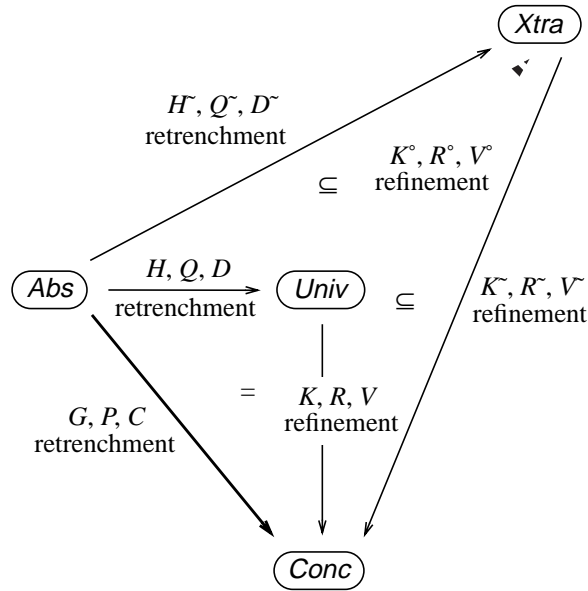 Xtra
H˜, Q˜, D˜
retrenchment
K°, R°, V°
refinement
⊆
Abs
H, Q, D
retrenchment
Univ
⊆
K˜, R˜, V˜
refinement
=
K, R, V
refinement
G, P, C
retrenchment
Conc